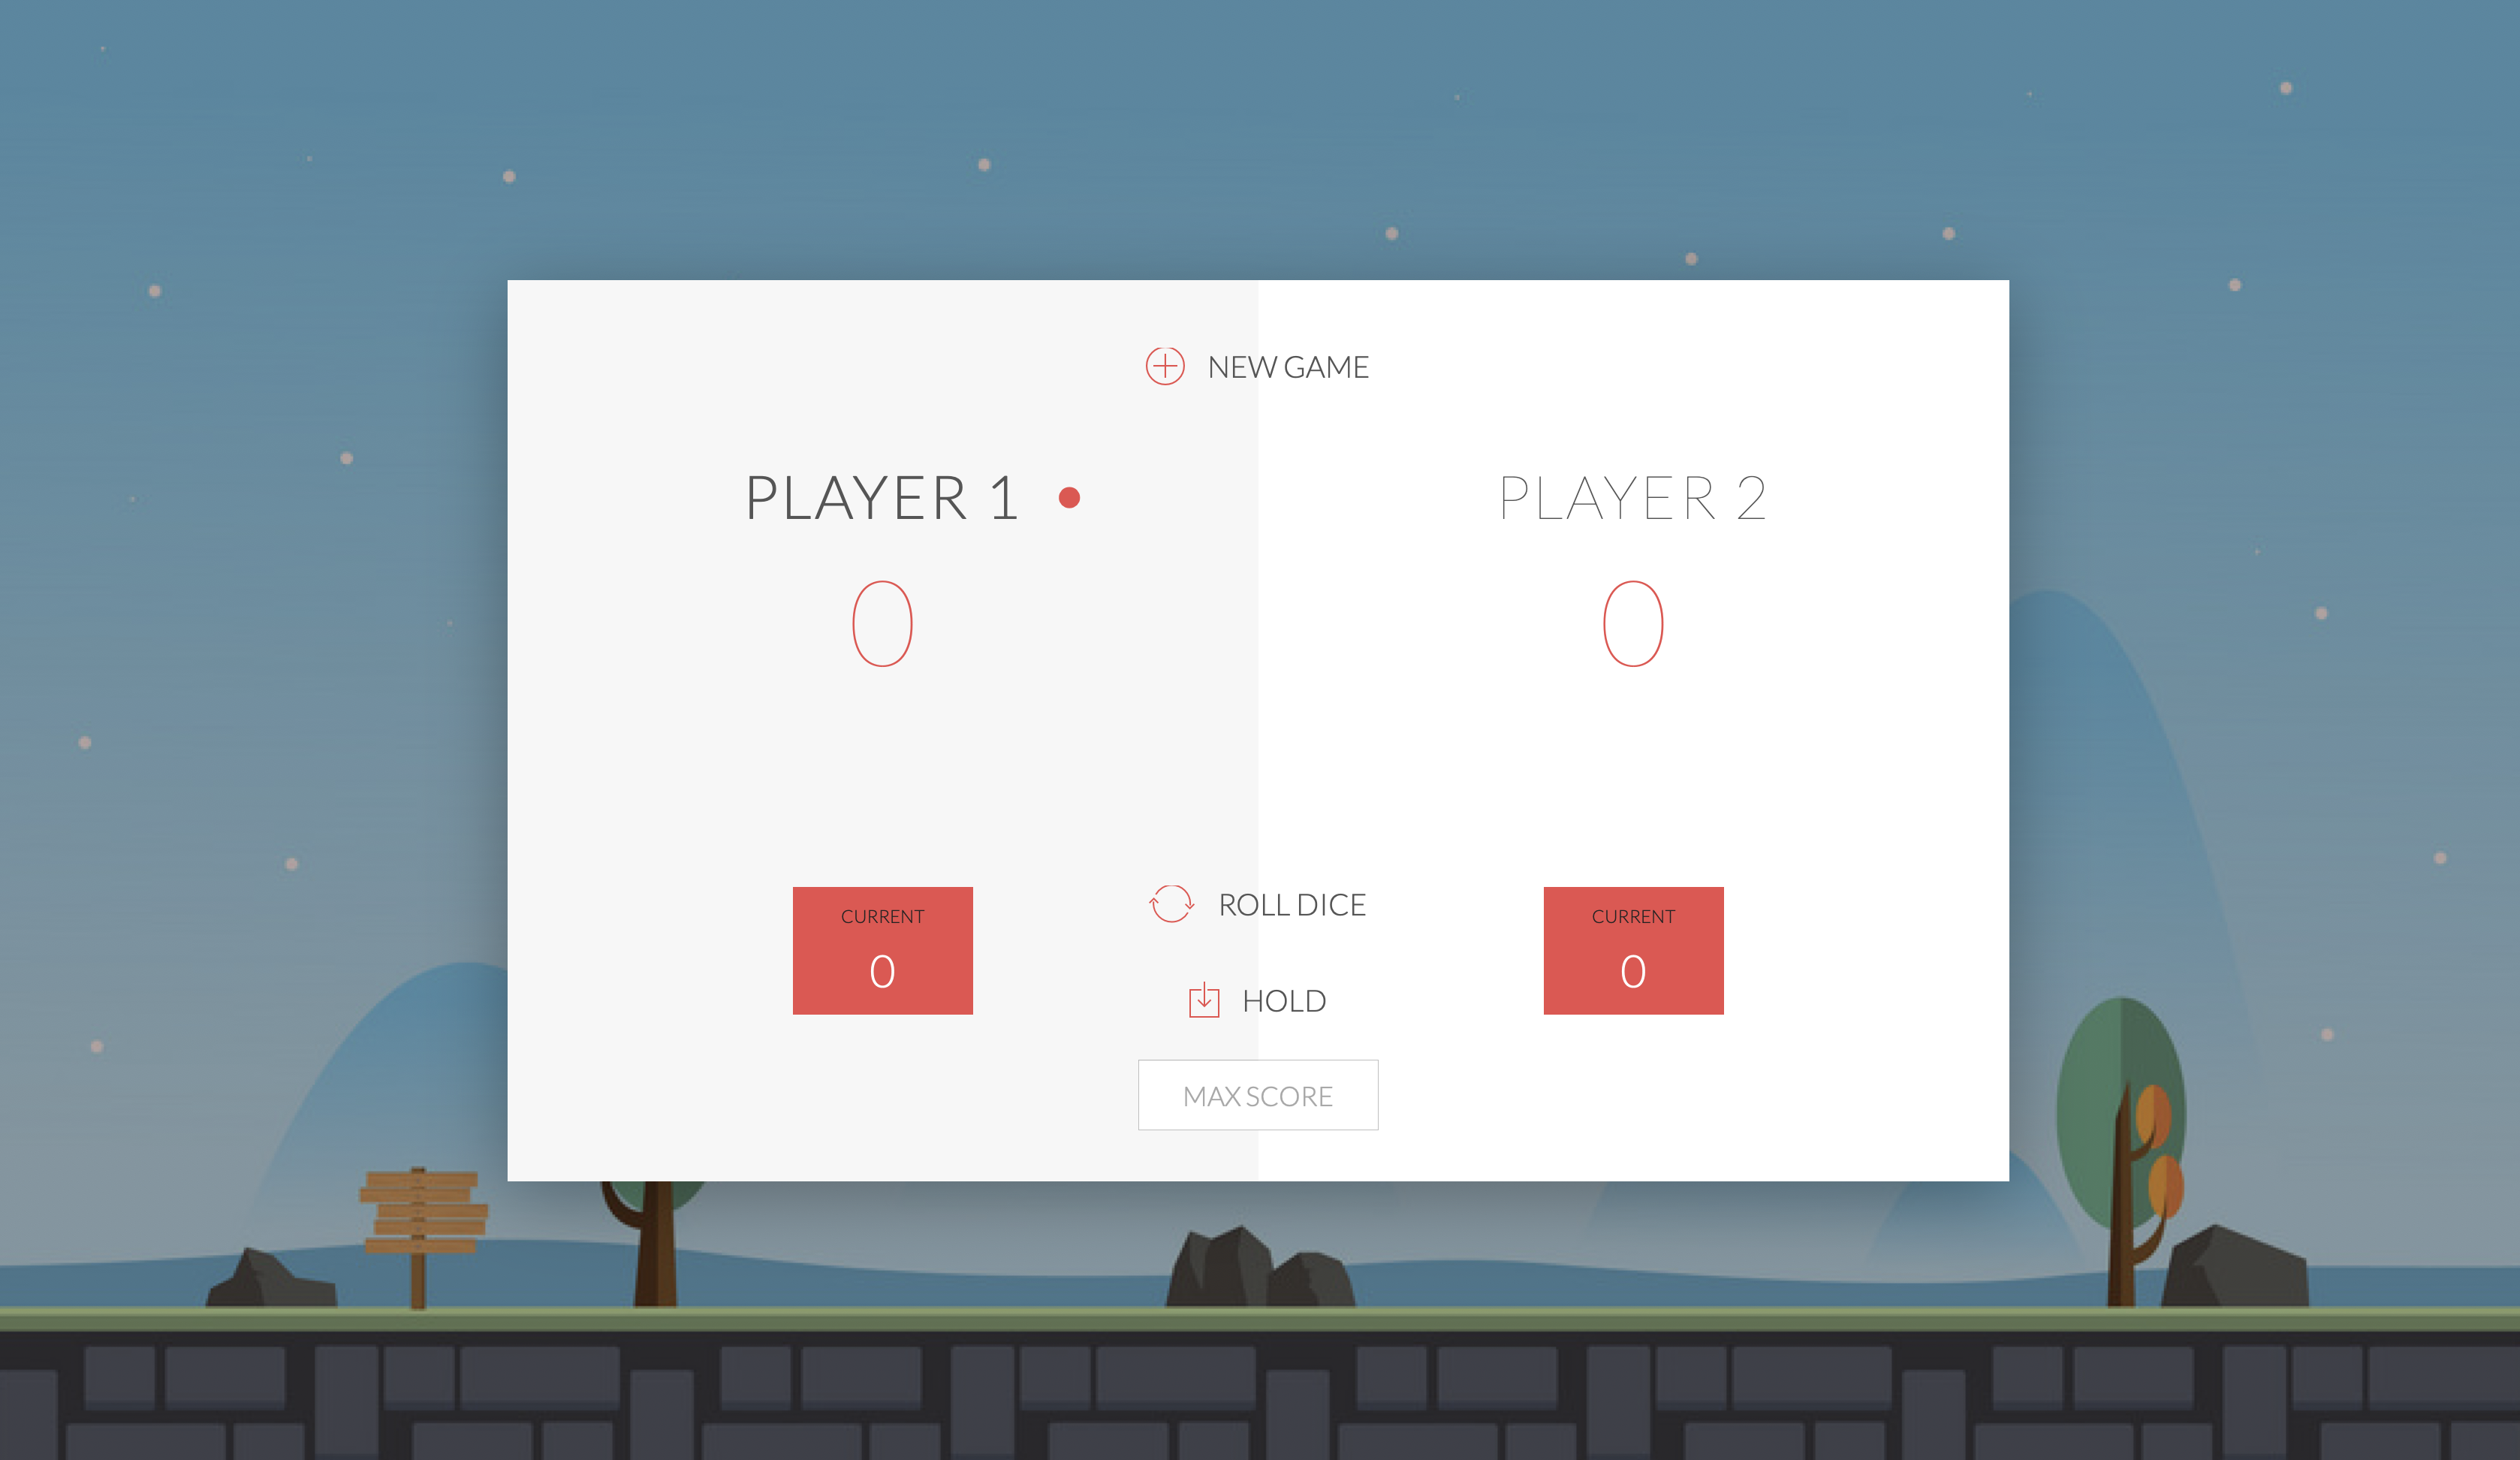 NEW GAME
PLAYER 1
PLAYER 2
0
0
CURRENT
0
ROLL DICE
CURRENT
0
HOLD
MAX SCORE